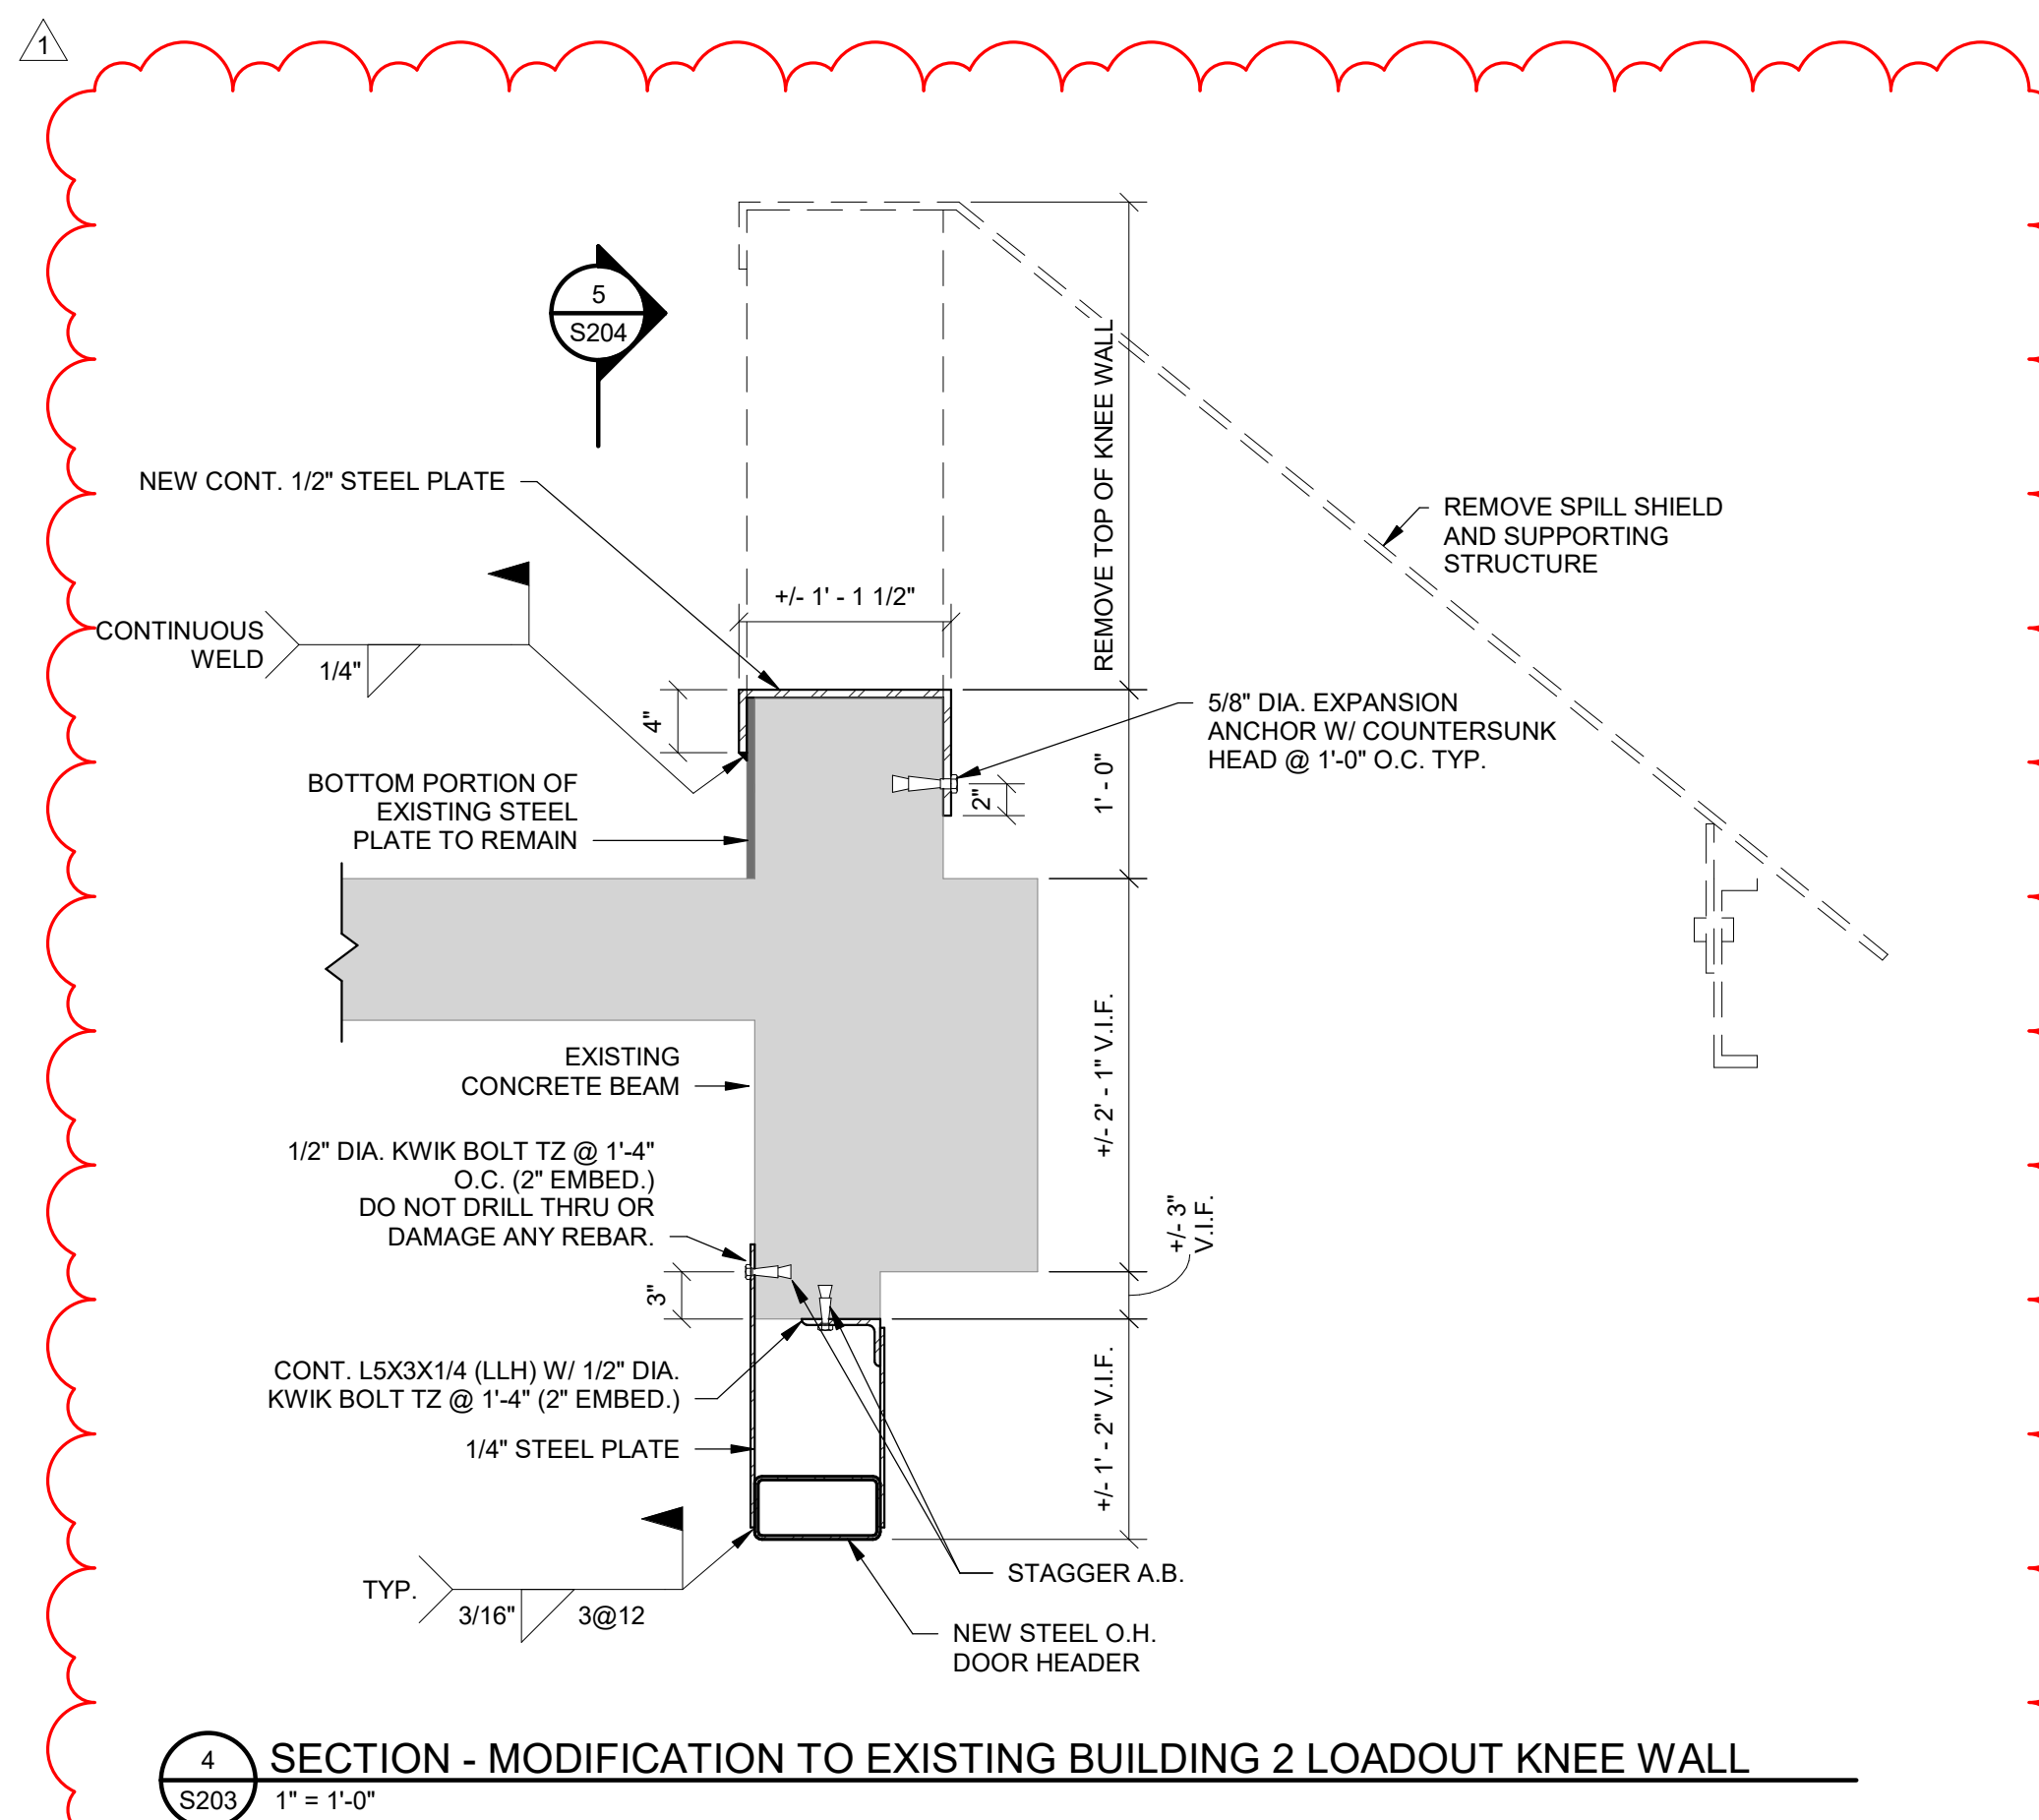 1
5
S204
NEW CONT. 1/2" STEEL PLATE
REMOVE TOP OF KNEE WALL
REMOVE SPILL SHIELD
AND SUPPORTING
STRUCTURE
+/- 1' - 1 1/2"
CONTINUOUS
WELD
1/4"
4"
5/8" DIA. EXPANSION
ANCHOR W/ COUNTERSUNK
HEAD @ 1'-0" O.C. TYP.
2"
1' - 0"
BOTTOM PORTION OF
EXISTING STEEL
PLATE TO REMAIN
EXISTING
CONCRETE BEAM
+/- 2' - 1" V.I.F.
1/2" DIA. KWIK BOLT TZ @ 1'-4"
O.C. (2" EMBED.)
DO NOT DRILL THRU OR
DAMAGE ANY REBAR.
+/- 3"
V.I.F.
3"
CONT. L5X3X1/4 (LLH) W/ 1/2" DIA.
KWIK BOLT TZ @ 1'-4" (2" EMBED.)
1/4" STEEL PLATE
+/- 1' - 2" V.I.F.
STAGGER A.B.
TYP.
3/16"
3@12
NEW STEEL O.H.
DOOR HEADER
4
S203
SECTION - MODIFICATION TO EXISTING BUILDING 2 LOADOUT KNEE WALL
1" = 1'-0"